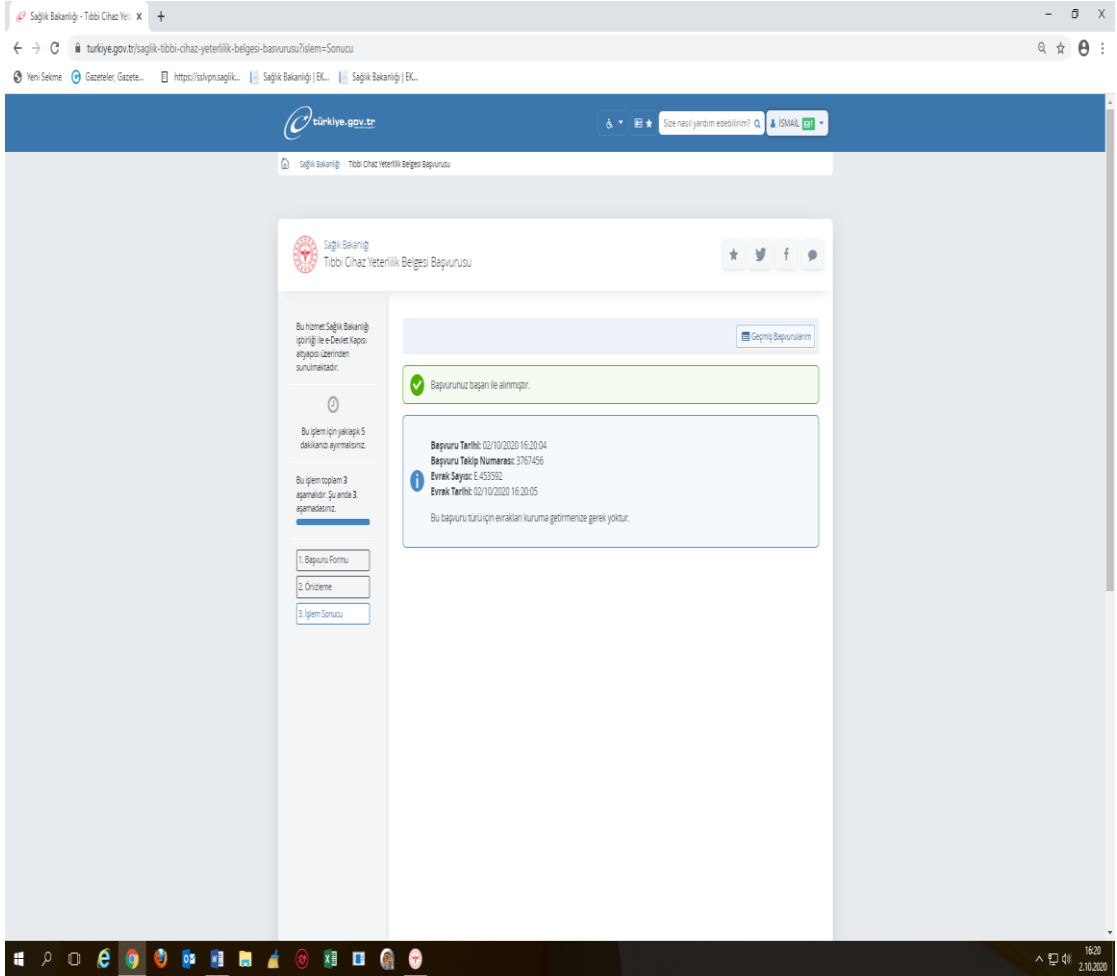 Sağlık Bakanlığı - Tıbbi Cihaz Yet
turkiye.gov.tr/saglik-tibbi-cihaz-yeterlilik-belgesi-basvurusu?islem=Sonucu
Yeni Sekme Gazeteler, Gazete... https://sslvpn.saglik... Sağlık Bakanlığı | EK... Sağlık Bakanlığı | EK...
türkiye.gov.tr
Size nasıl yardım edebilirim? İSMAİL 1
Sağlık Bakanlığı Tıbbi Cihaz Yeterlilik Belgesi Başvurusu
Sağlık Bakanlığı
Tıbbi Cihaz Yeterlilik Belgesi Başvurusu
Bu hizmet Sağlık Bakanlığı
işbirliği ile e-Devlet Kapısı
altyapısı üzerinden
sunulmaktadır.
Bu işlem için yaklaşık 5
dakikanızı ayırmalısınız.
Bu işlem toplam 3
aşamalıdır. Şu anda 3.
aşamadasınız.
1. Başvuru Formu
2. Önizleme
3. İşlem Sonucu
Geçmiş Başvurularım
Başvurunuz başarı ile alınmıştır.
Başvuru Tarihi: 02/10/2020 16:20:04
Başvuru Takip Numarası: 3767456
Evrak Sayısı: E.453592
Evrak Tarihi: 02/10/2020 16:20:05
Bu başvuru türü için evrakları kuruma getirmenize gerek yoktur.
16:20
2.10.2020